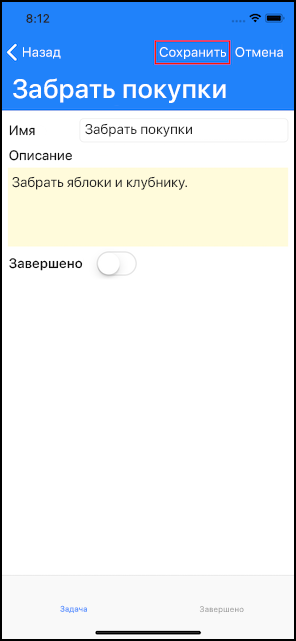 8:12
Назад Сохранить Отмена
Забрать покупки
Имя Забрать покупки
Описание
Забрать яблоки и клубнику.
Завершено
Задача Завершено